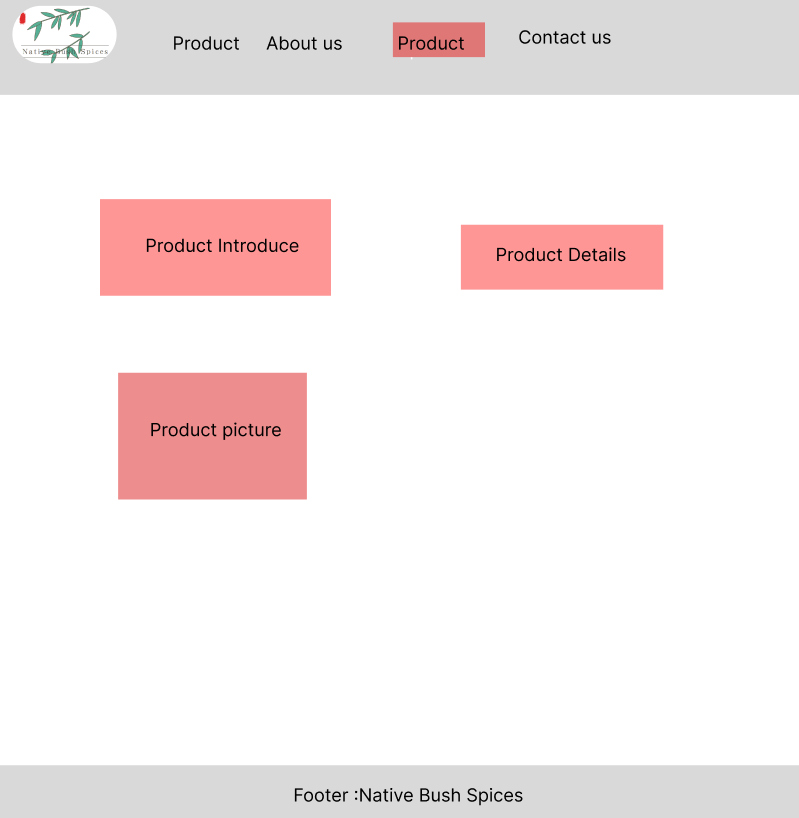 Native Bush Spices
Product
About us
Product
Contact us
Product Introduce
Product Details
Product picture
Footer :Native Bush Spices